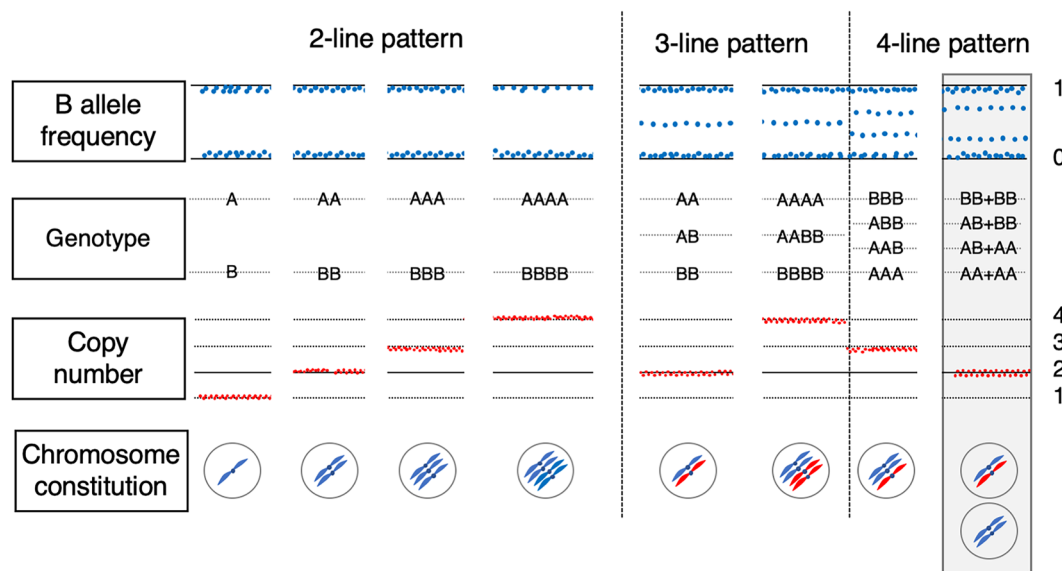 2-line pattern
3-line pattern
4-line pattern
B allele
frequency
1
0
Genotype
A AA AAA AAAA AA AAAA BBB BB+BB
ABB AB+BB
AB AABB
AAB AB+AA
B BB BBB BBBB BB BBBB AAA AA+AA
Copy
number
4
3
2
1
Chromosome
constitution